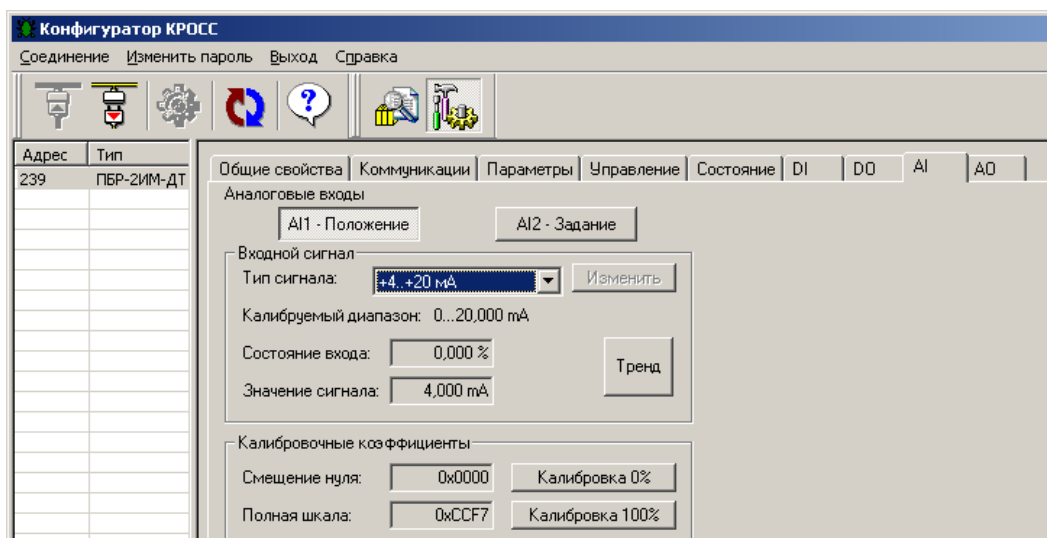 Конфигуратор КРОСС
Соединение Изменить пароль Выход Справка
Адрес Тип
239 ПБР-2ИМ-ДТ
Общие свойства Коммуникации Параметры Управление Состояние DI DO AI AO
Аналоговые входы
AI1 - Положение AI2 - Задание
Входной сигнал
Тип сигнала: +4..+20 мА Изменить
Калибруемый диапазон: 0...20,000 mA
Состояние входа: 0,000 %
Тренд
Значение сигнала: 4,000 mA
Калибровочные коэффициенты
Смещение нуля: 0x0000 Калибровка 0%
Полная шкала: 0xCCF7 Калибровка 100%